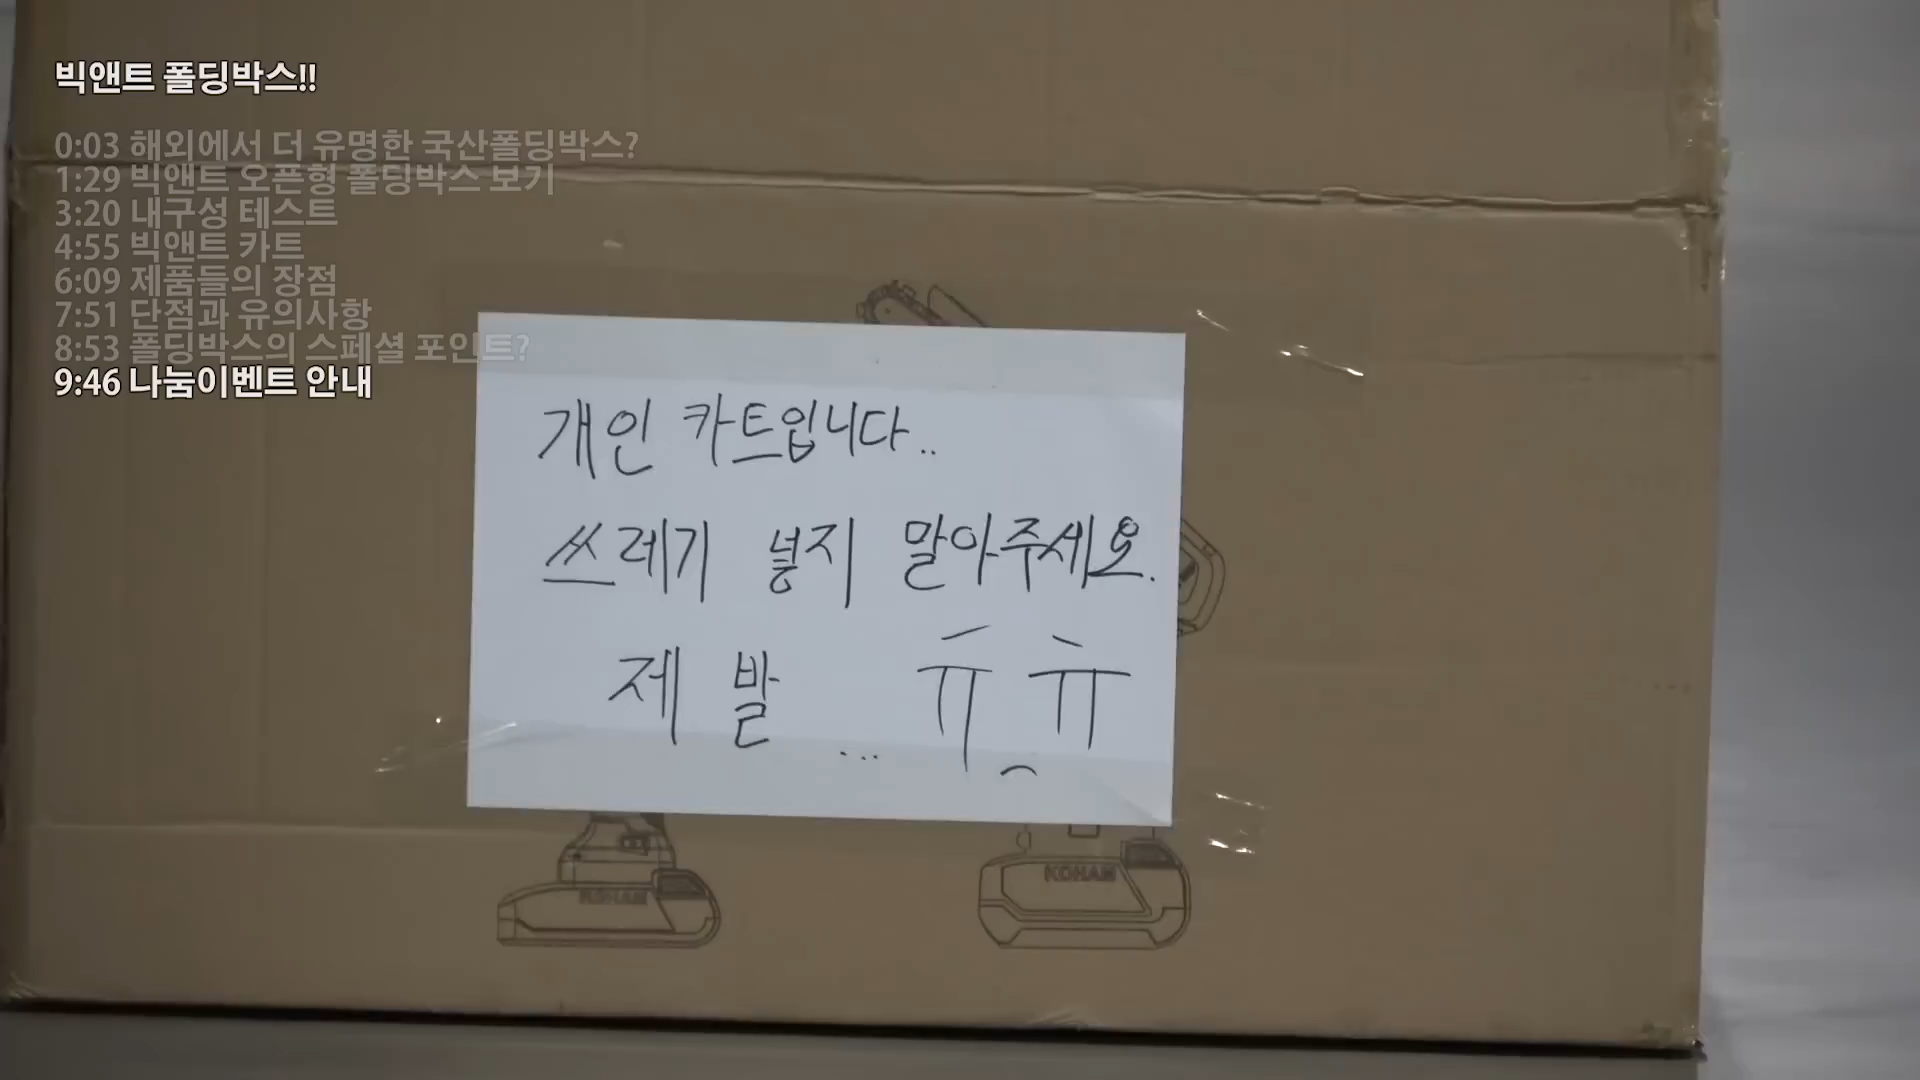 빅앤트 폴딩박스!!
0:03 해외에서 더 유명한 국산폴딩박스?
1:29 빅앤트 오픈형 폴딩박스 보기
3:20 내구성 테스트
4:55 빅앤트 카트
6:09 제품들의 장점
7:51 단점과 유의사항
8:53 폴딩박스의 스페셜 포인트?
9:46 나눔이벤트 안내
개인 카트입니다..
쓰레기 넣지 말아주세요.
제발 ... ㅠㅠ
KOHAM KOHAM